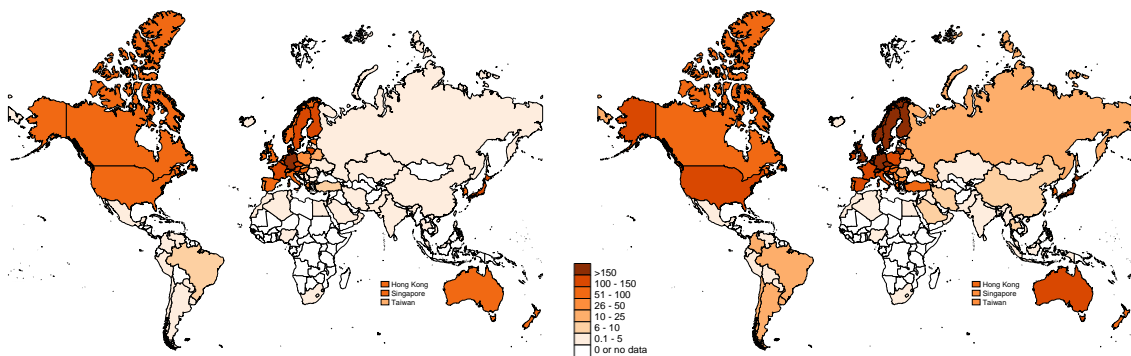 Hong Kong
Singapore
Taiwan
>150
100 - 150
51 - 100
26 - 50
10 - 25
6 - 10
0.1 - 5
0 or no data
Hong Kong
Singapore
Taiwan